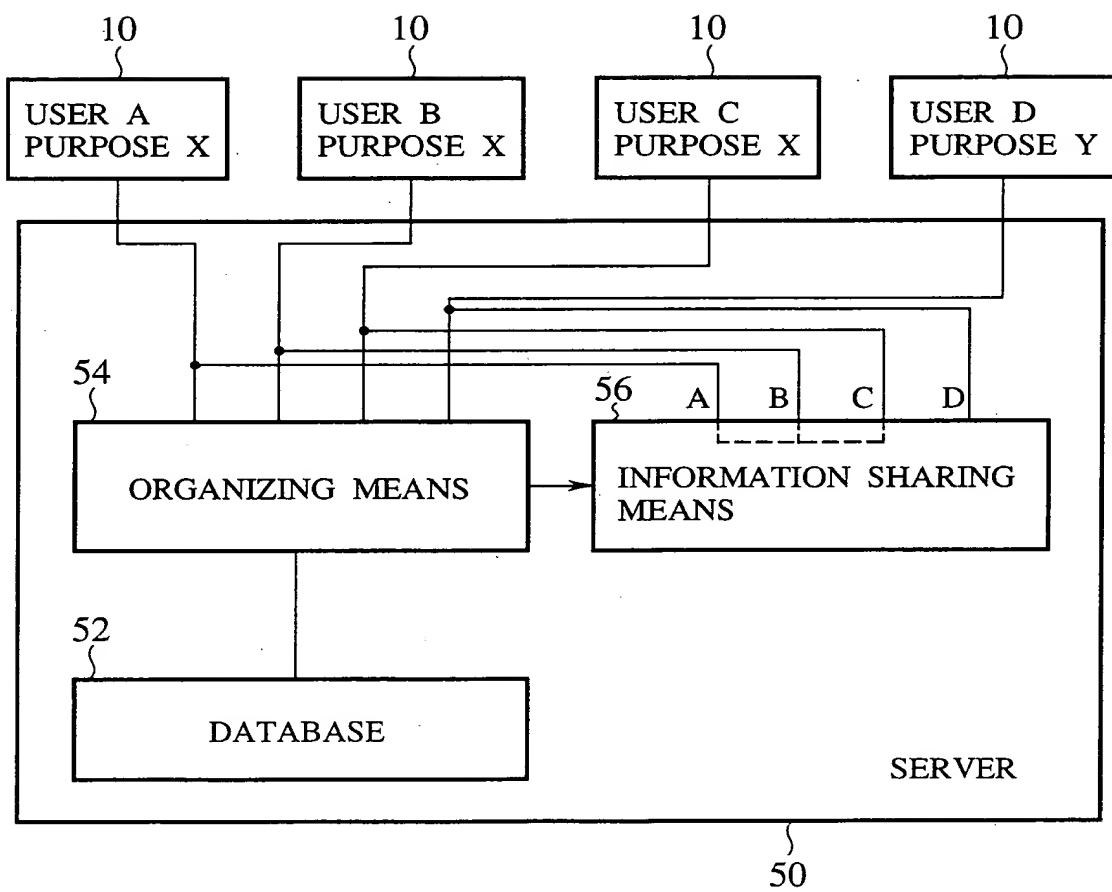 10
10
10
10
USER A
PURPOSE X
USER B
PURPOSE X
USER C
PURPOSE X
USER D
PURPOSE Y
54
56
A
B
C
D
ORGANIZING MEANS
INFORMATION SHARING
MEANS
52
DATABASE
SERVER
50